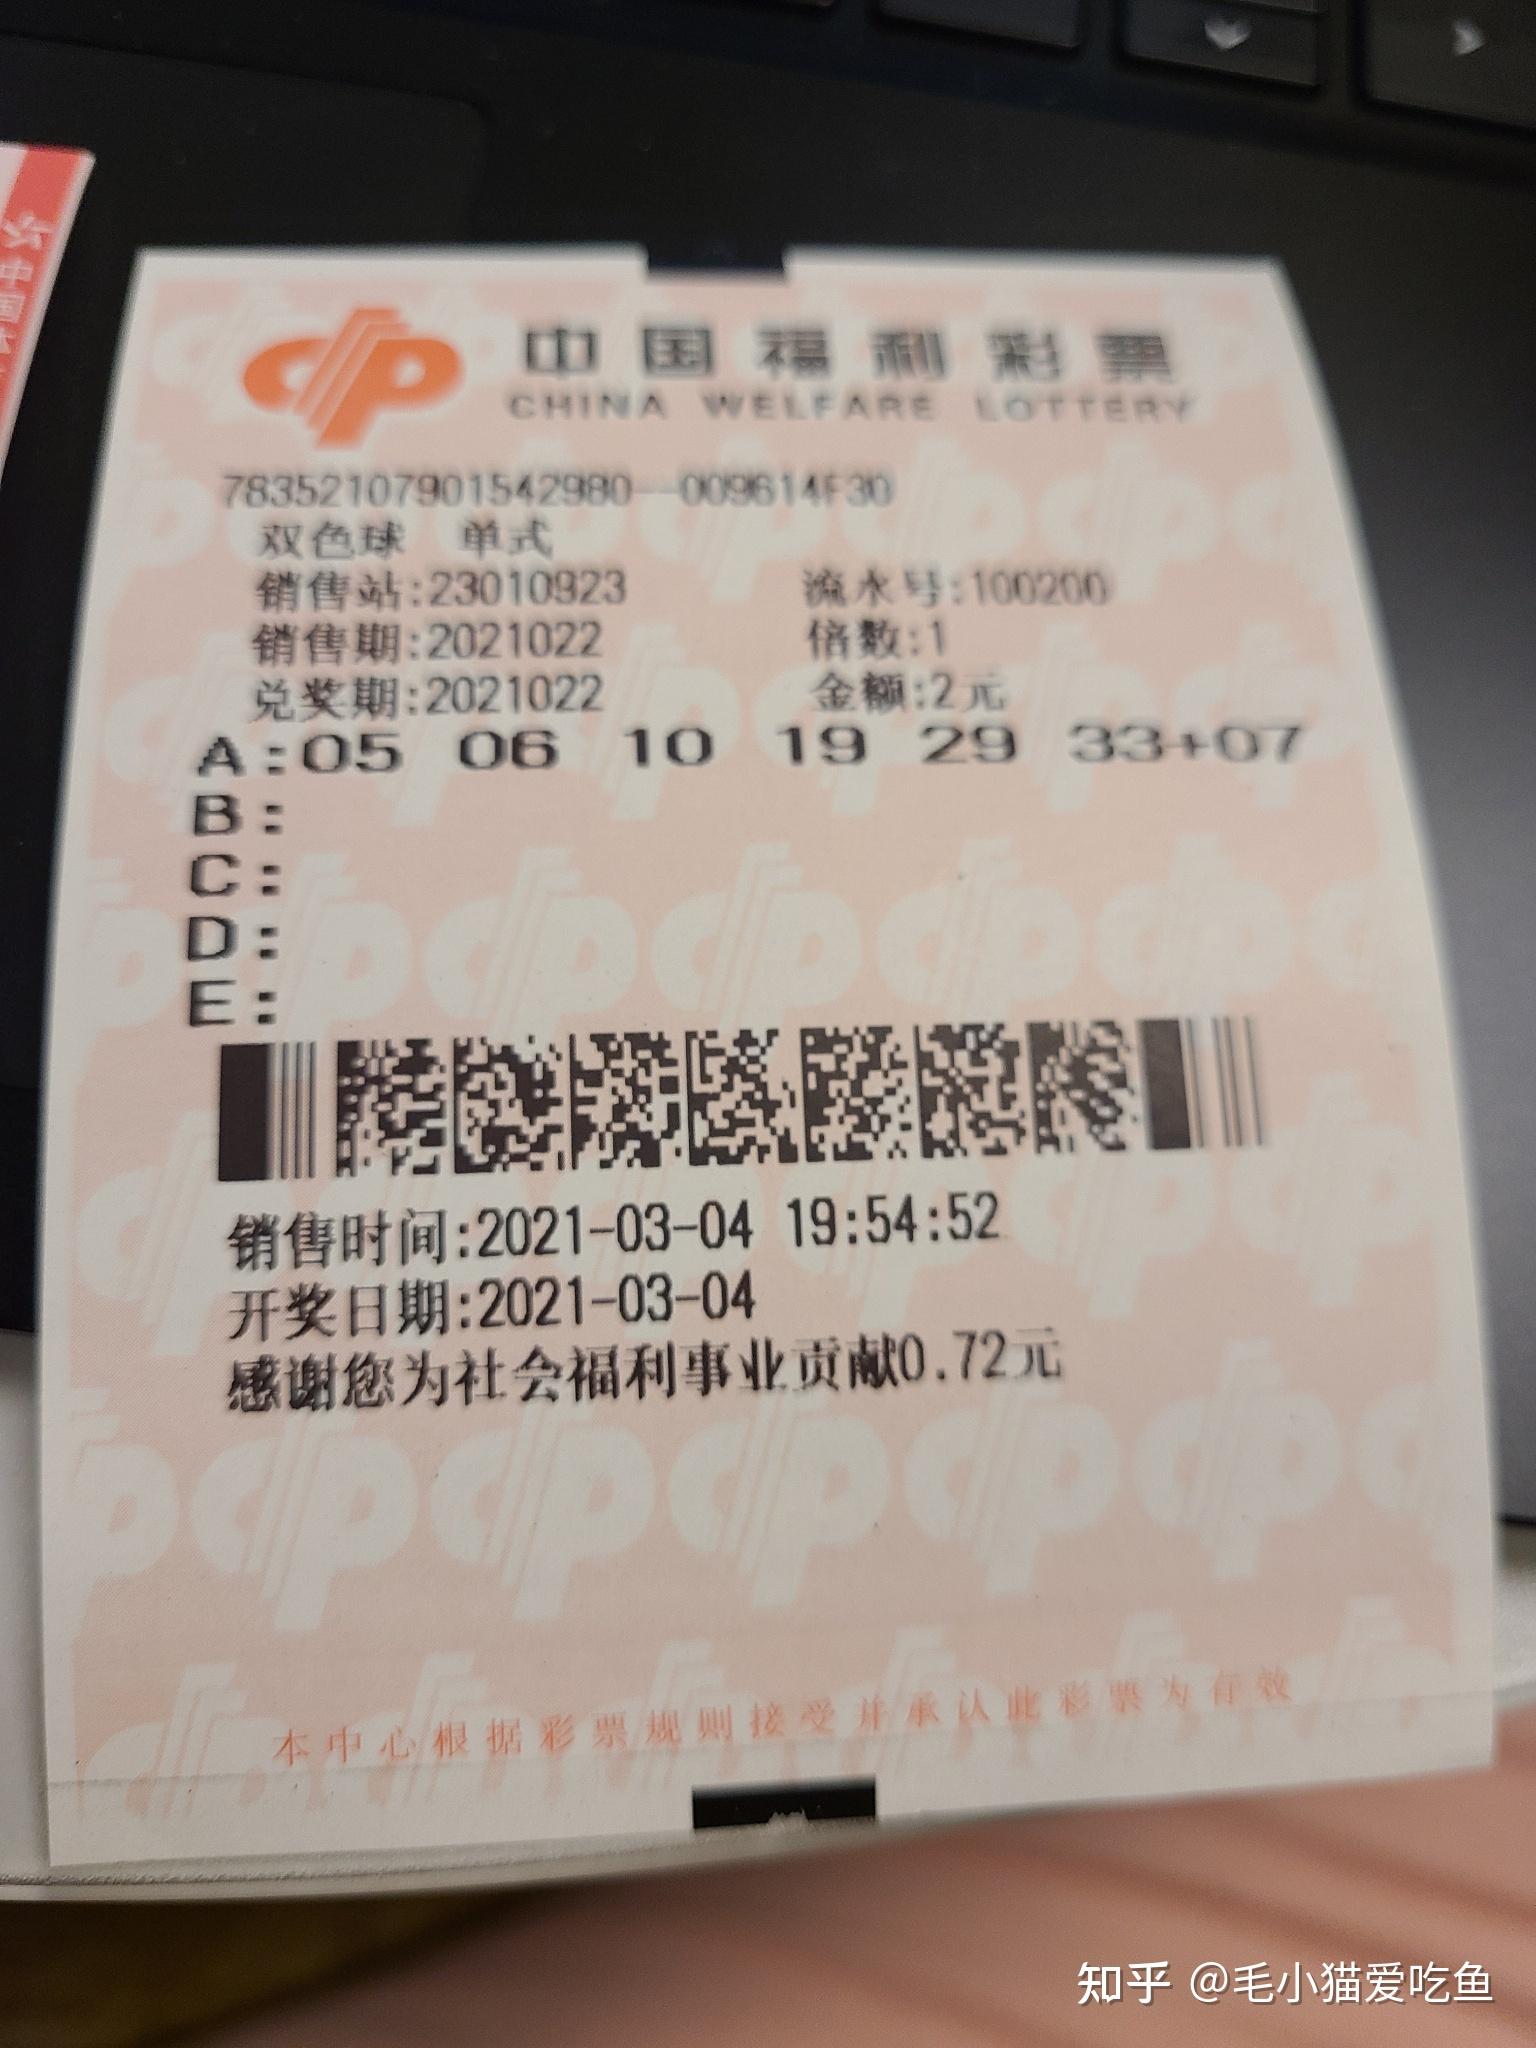 中国福利彩票
CHINA WELFARE LOTTERY
78352107901542980--009614F30
双色球 单式
销售站:23010923 流水号:100200
销售期:2021022 倍数:1
兑奖期:2021022 金额:2元
A:05 06 10 19 29 33+07
B:
C:
D:
E:
销售时间:2021-03-04 19:54:52
开奖日期:2021-03-04
感谢您为社会福利事业贡献0.72元
本中心根据彩票规则接受并承认此彩票为有效
知乎 @毛小猫爱吃鱼